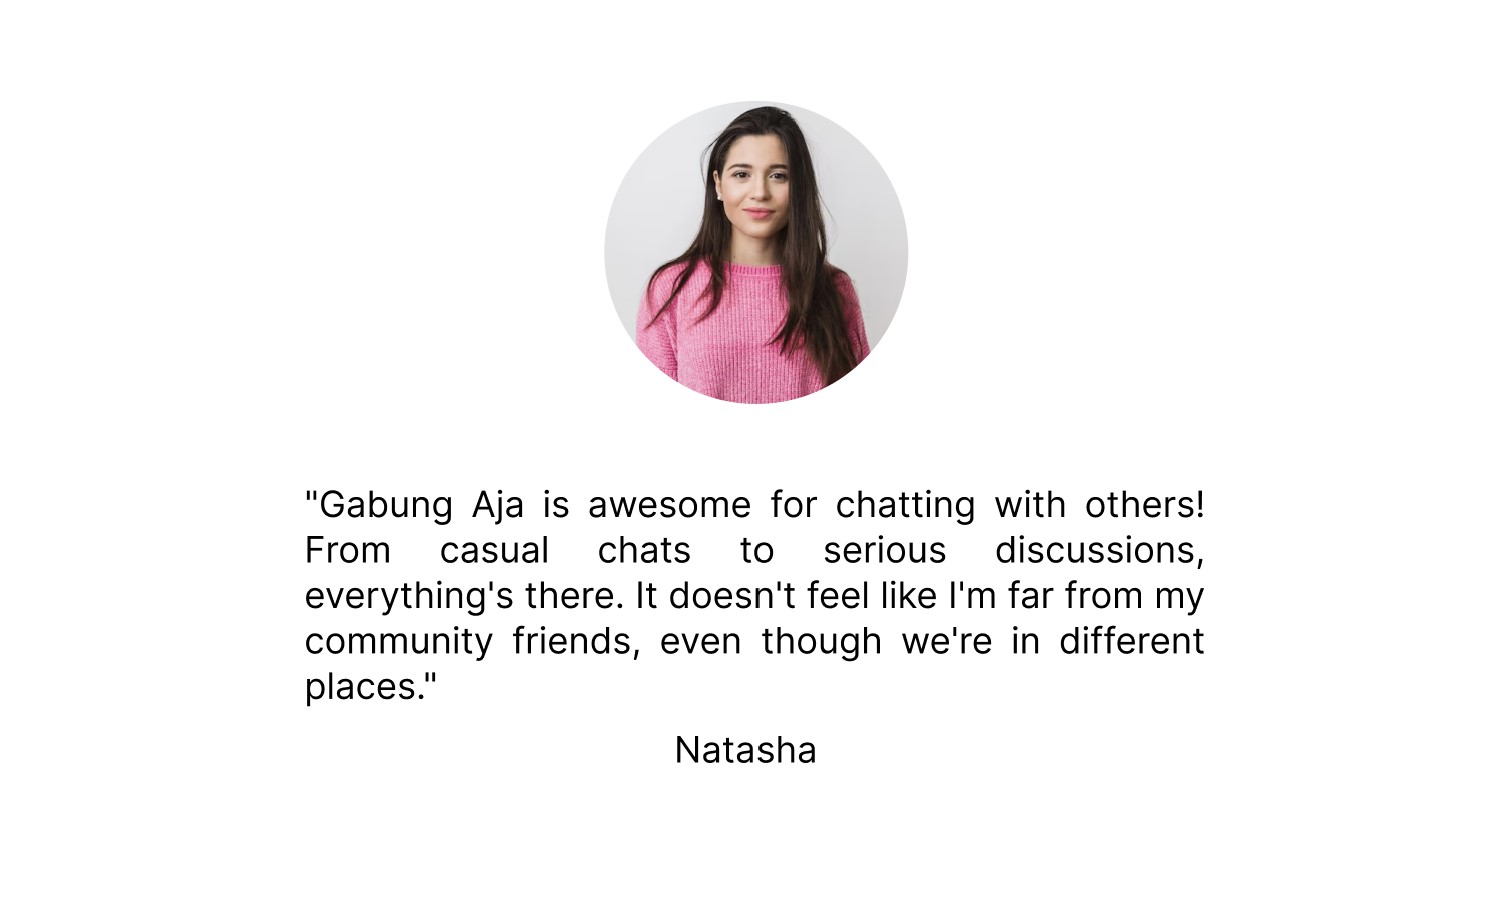 "Gabung Aja is awesome for chatting with others!
From casual chats to serious discussions,
everything's there. It doesn't feel like I'm far from my
community friends, even though we're in different
places."
Natasha